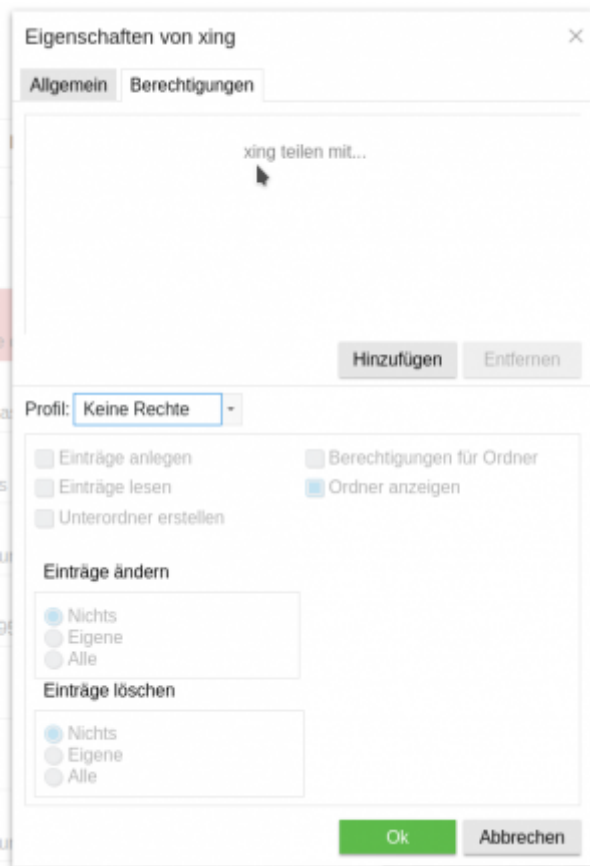 Eigenschaften von xing
Allgemein Berechtigungen
xing teilen mit...
Hinzufügen Entfernen
Profil: Keine Rechte
Einträge anlegen Berechtigungen für Ordner
Einträge lesen Ordner anzeigen
Unterordner erstellen
Einträge ändern
Nichts
Eigene
Alle
Einträge löschen
Nichts
Eigene
Alle
Ok Abbrechen